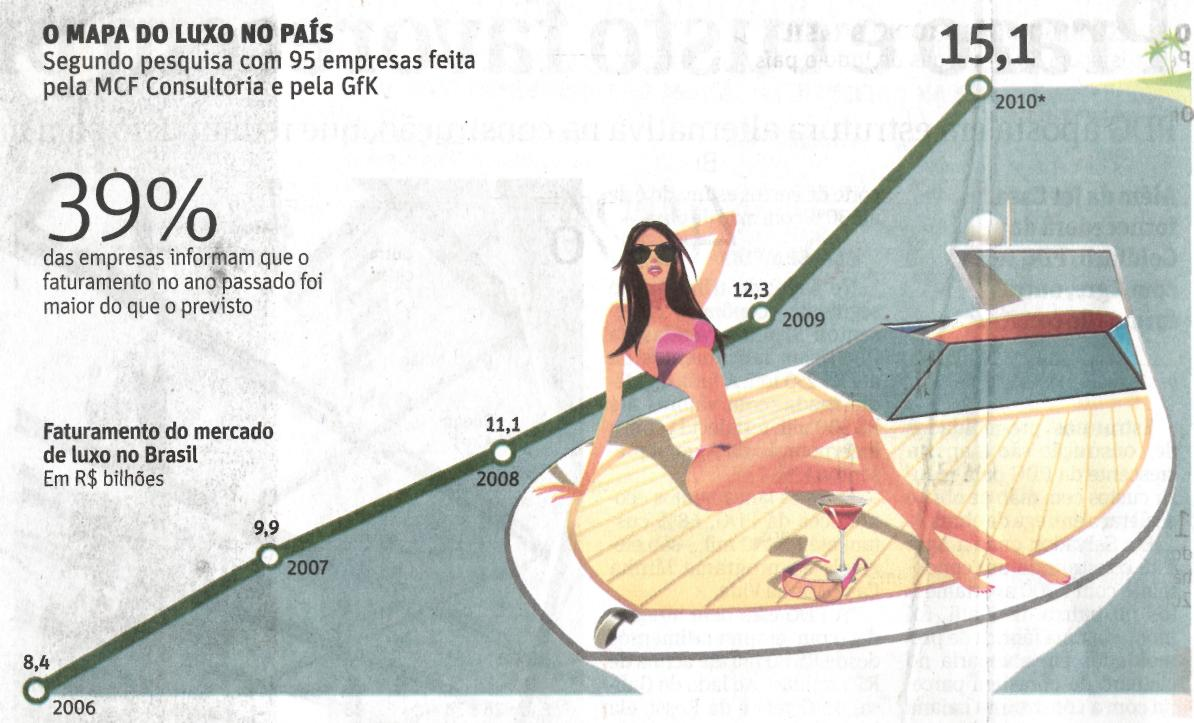 O MAPA DO LUXO NO PAÍS
Segundo pesquisa com 95 empresas feita
pela MCF Consultoria e pela GfK
39%
das empresas informam que o
faturamento no ano passado foi
maior do que o previsto
Faturamento do mercado
de luxo no Brasil
Em R$ bilhões
8,4
2006
9,9
2007
11,1
2008
12,3
2009
15,1
2010*